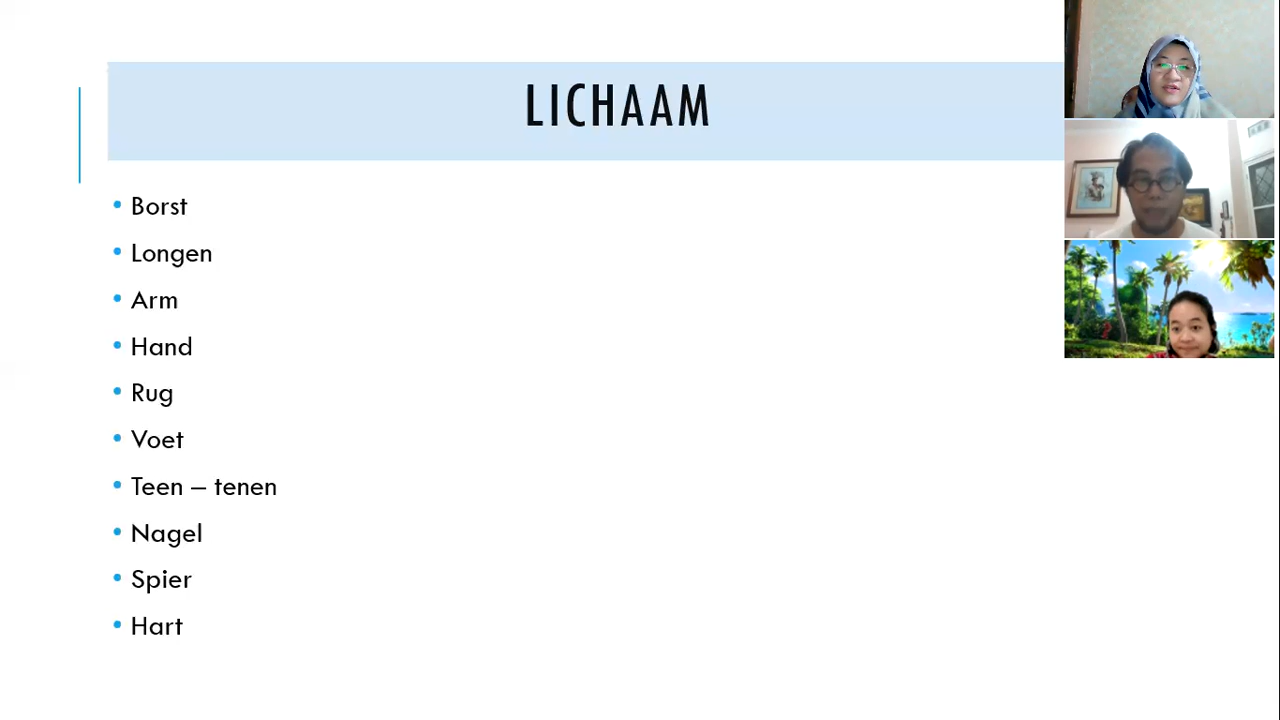 LICHAAM
Borst
Longen
Arm
Hand
Rug
Voet
Teen – tenen
Nagel
Spier
Hart